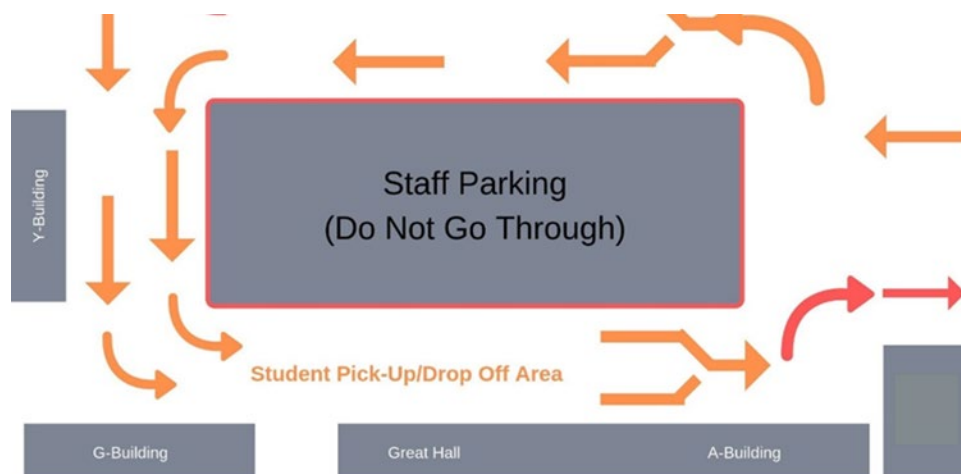 Staff Parking
(Do Not Go Through)
Y-Building
Student Pick-Up/Drop Off Area
G-Building
Great Hall
A-Building